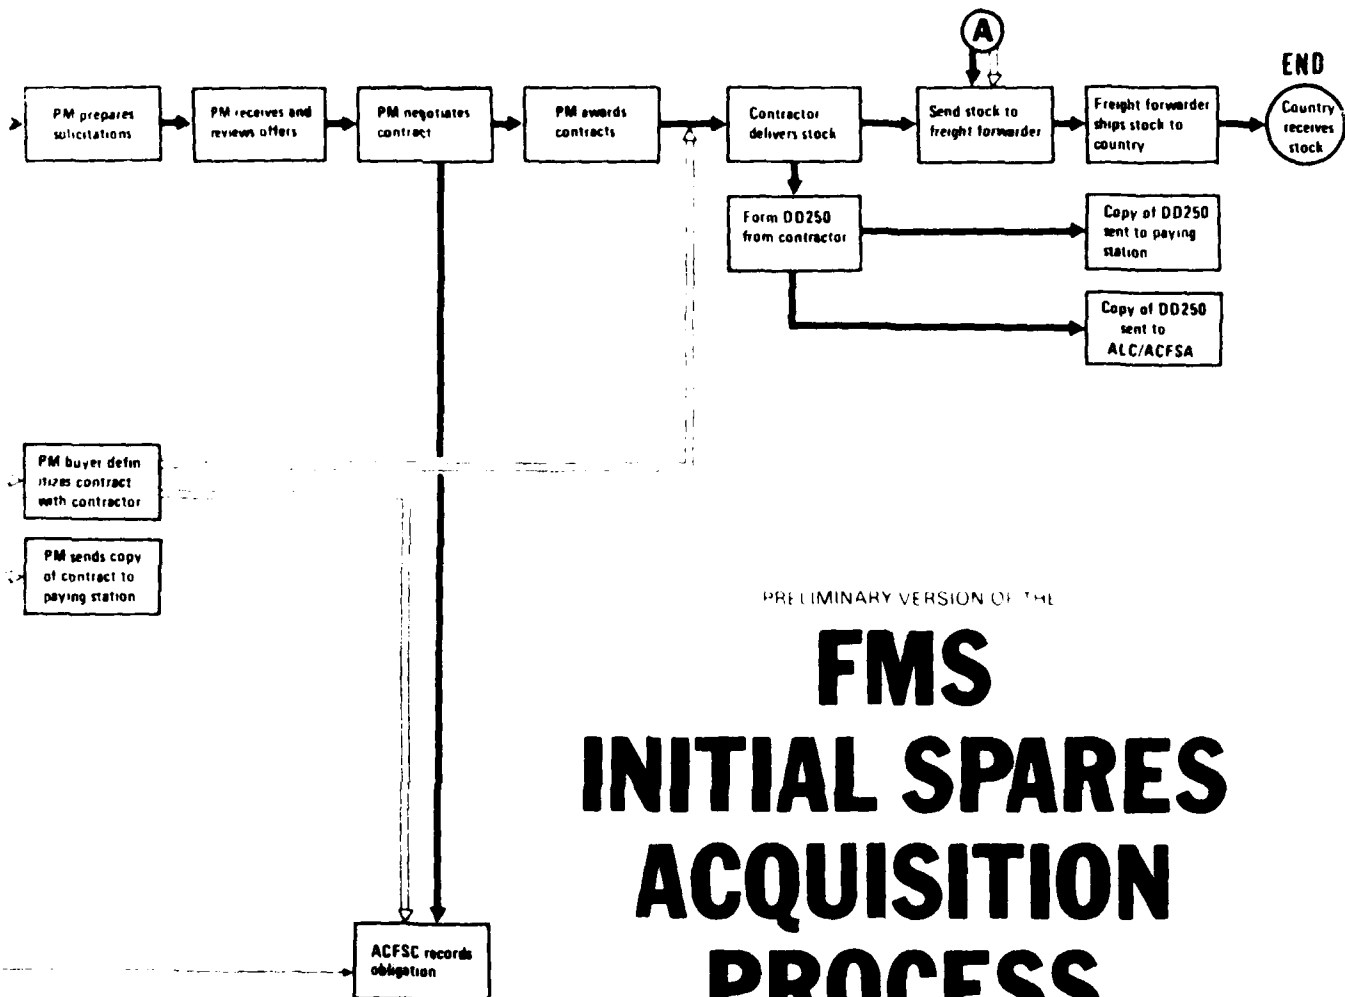 A
END
PM prepares
solicitations
PM receives and
reviews offers
PM negotiates
contract
PM awards
contracts
Contractor
delivers stock
Send stock to
freight forwarder
Freight forwarder
ships stock to
country
Country
receives
stock
Form DD250
from contractor
Copy of DD250
sent to paying
station
Copy of DD250
sent to
ALC/ACFSA
PM buyer defin
itizes contract
with contractor
PM sends copy
of contract to
paying station
PRELIMINARY VERSION OF THE
FMS
INITIAL SPARES
ACQUISITION
PROCESS
ACFSC records
obligation